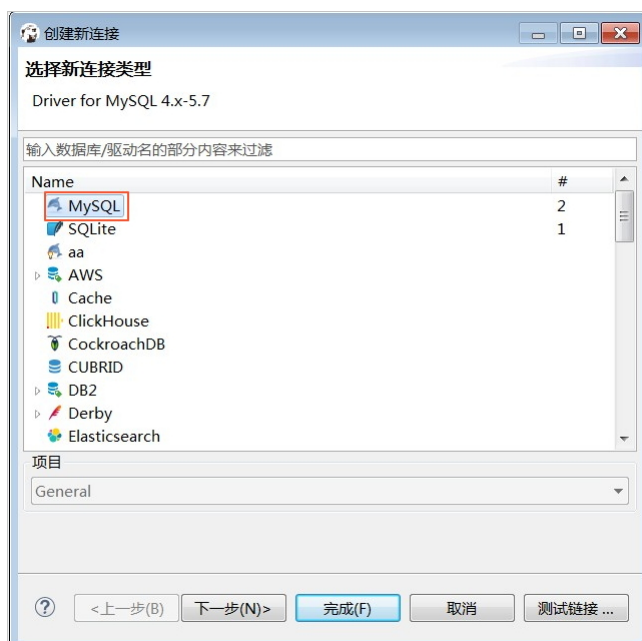 创建新连接
选择新连接类型
Driver for MySQL 4.x-5.7
输入数据库/驱动名的部分内容来过滤
Name #
MySQL 2
SQLite 1
aa
AWS
Cache
ClickHouse
CockroachDB
CUBRID
DB2
Derby
Elasticsearch
项目
General
<上一步(B) 下一步(N)> 完成(F) 取消 测试链接 ...